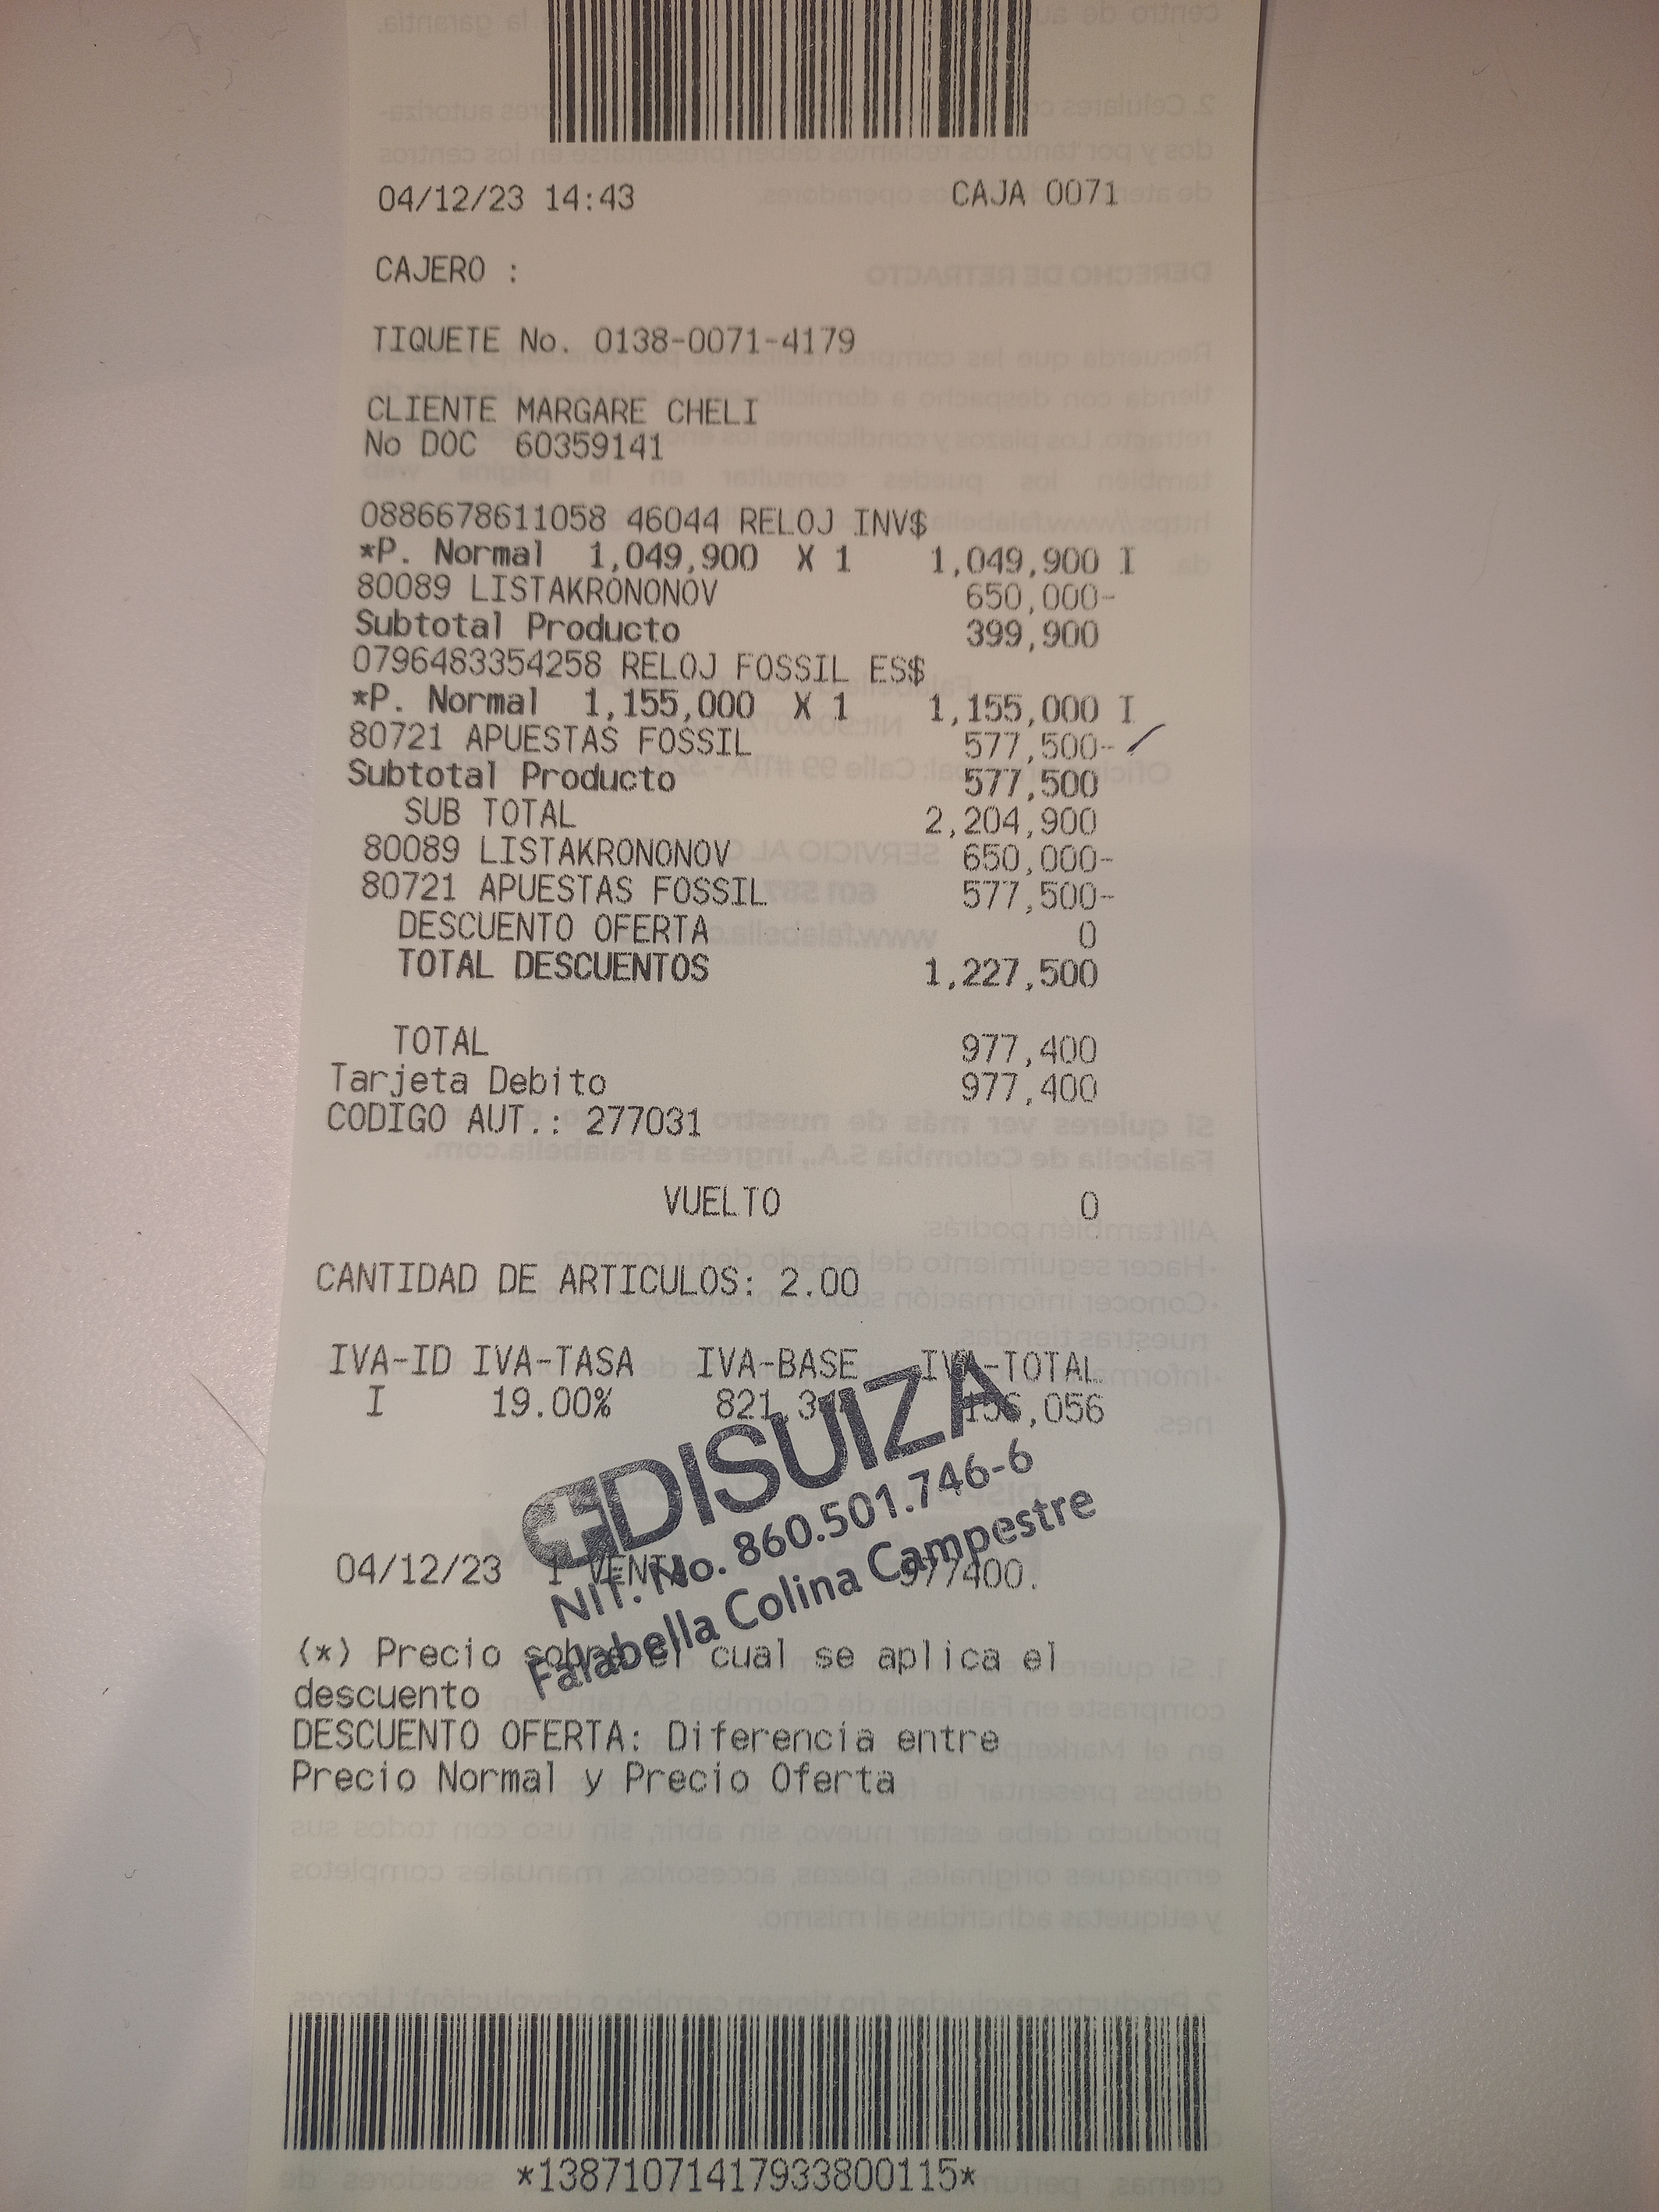 04/12/23 14:43 CAJA 0071
CAJERO :
TIQUETE No. 0138-0071-4179
CLIENTE MARGARE CHELI
No DOC 60359141
0886678611058 46044 RELOJ INV$
*P. Normal 1,049,900 X 1 1,049,900 I
80089 LISTAKRONONOV 650,000-
Subtotal Producto 399,900
0796483354258 RELOJ FOSSIL ES$
*P. Normal 1,155,000 X 1 1,155,000 I
80721 APUESTAS FOSSIL 577,500-
Subtotal Producto 577,500
SUB TOTAL 2,204,900
80089 LISTAKRONONOV 650,000-
80721 APUESTAS FOSSIL 577,500-
DESCUENTO OFERTA 0
TOTAL DESCUENTOS 1,227,500
TOTAL 977,400
Tarjeta Debito 977,400
CODIGO AUT.: 277031
VUELTO 0
CANTIDAD DE ARTICULOS: 2.00
IVA-ID IVA-TASA IVA-BASE IVA-TOTAL
I 19.00%
DISUIZA
NIT. No. 860.501.746-6
Falabella Colina Campestre
04/12/23 1 977400.
(*) Precio sobre el cual se aplica el
descuento
DESCUENTO OFERTA: Diferencia entre
Precio Normal y Precio Oferta
*13871071417933800115*